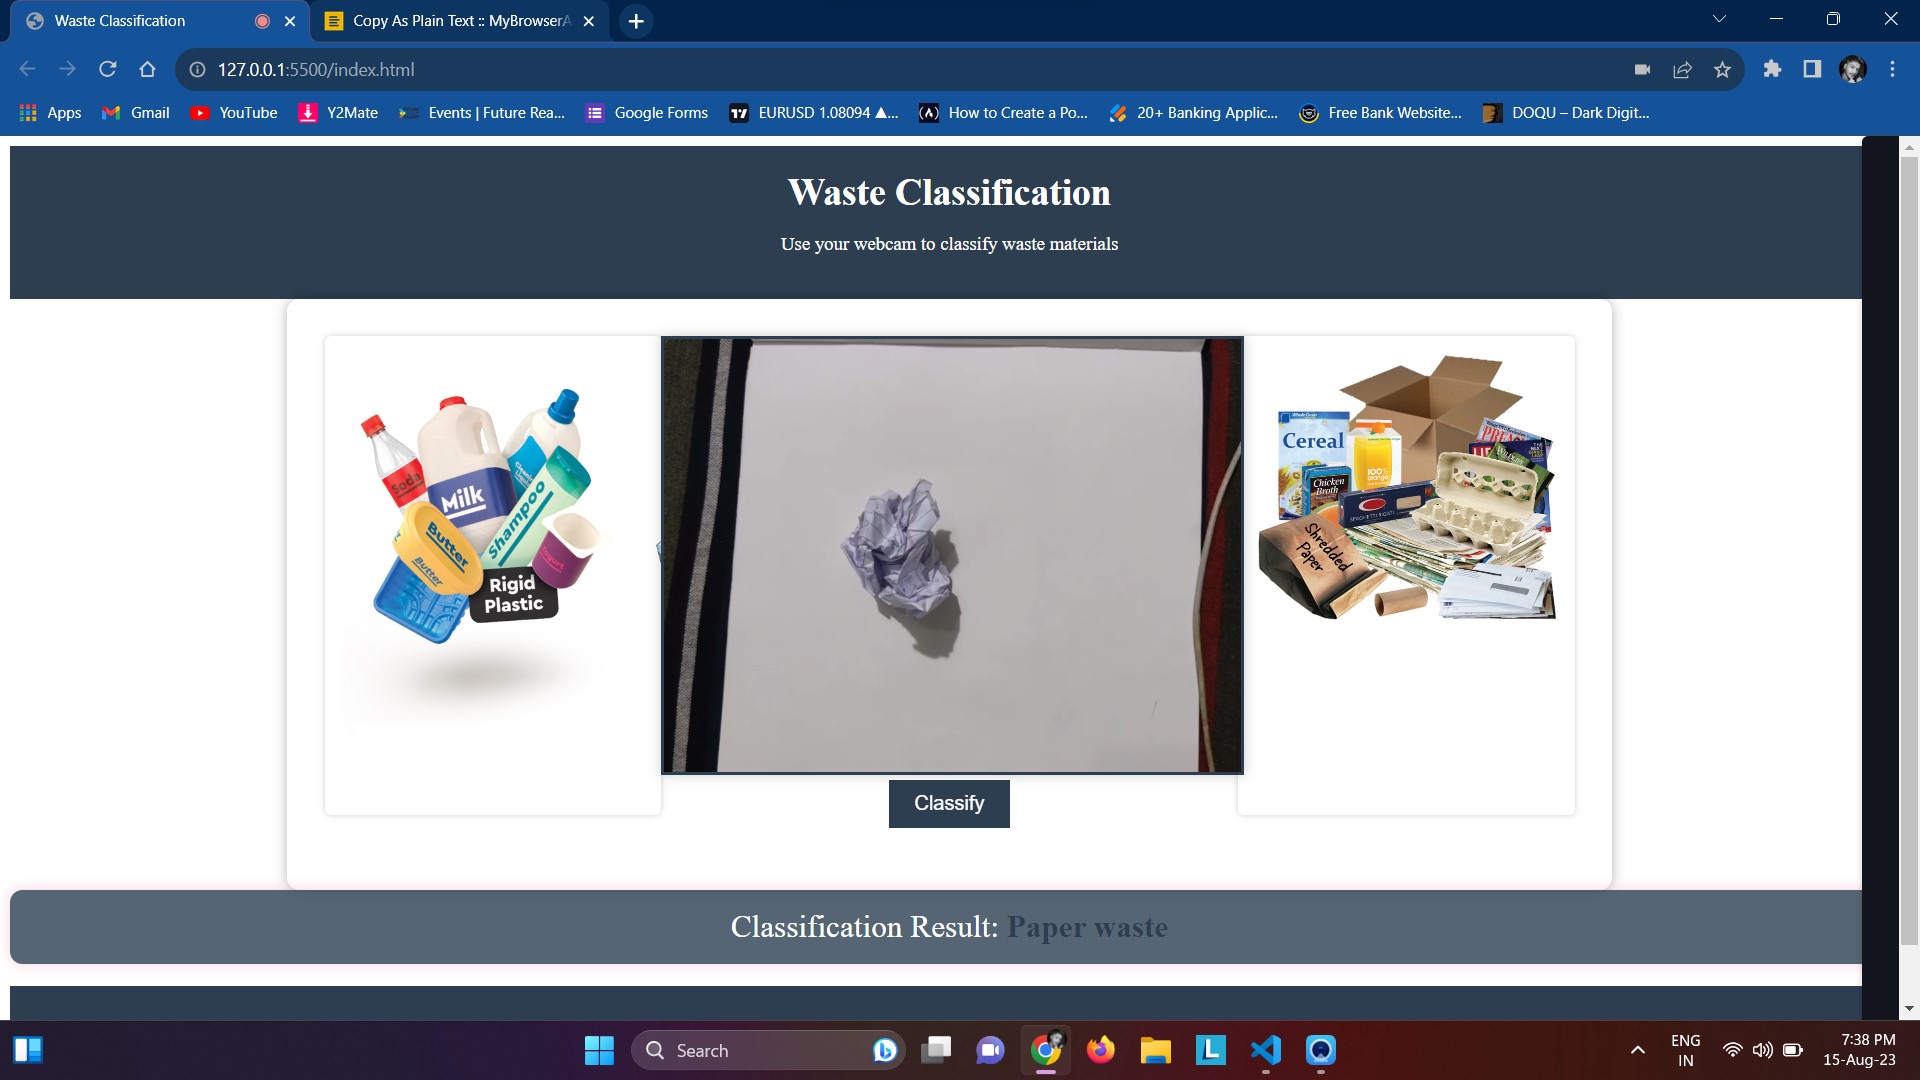 Waste Classification
Copy As Plain Text :: MyBrowserA
127.0.0.1:5500/index.html
Apps
Gmail
YouTube
Y2Mate
Events | Future Rea...
Google Forms
EURUSD 1.08094 ▲...
How to Create a Po...
20+ Banking Applic...
Free Bank Website...
DOQU – Dark Digit...
Waste Classification
Use your webcam to classify waste materials
Soda
Milk
Shampoo
Butter
Butter
Rigid
Plastic
Cereal
100%
orange
Chicken
Broth
Shredded
Paper
Classify
Classification Result: Paper waste
Search
ENG
IN
7:38 PM
15-Aug-23